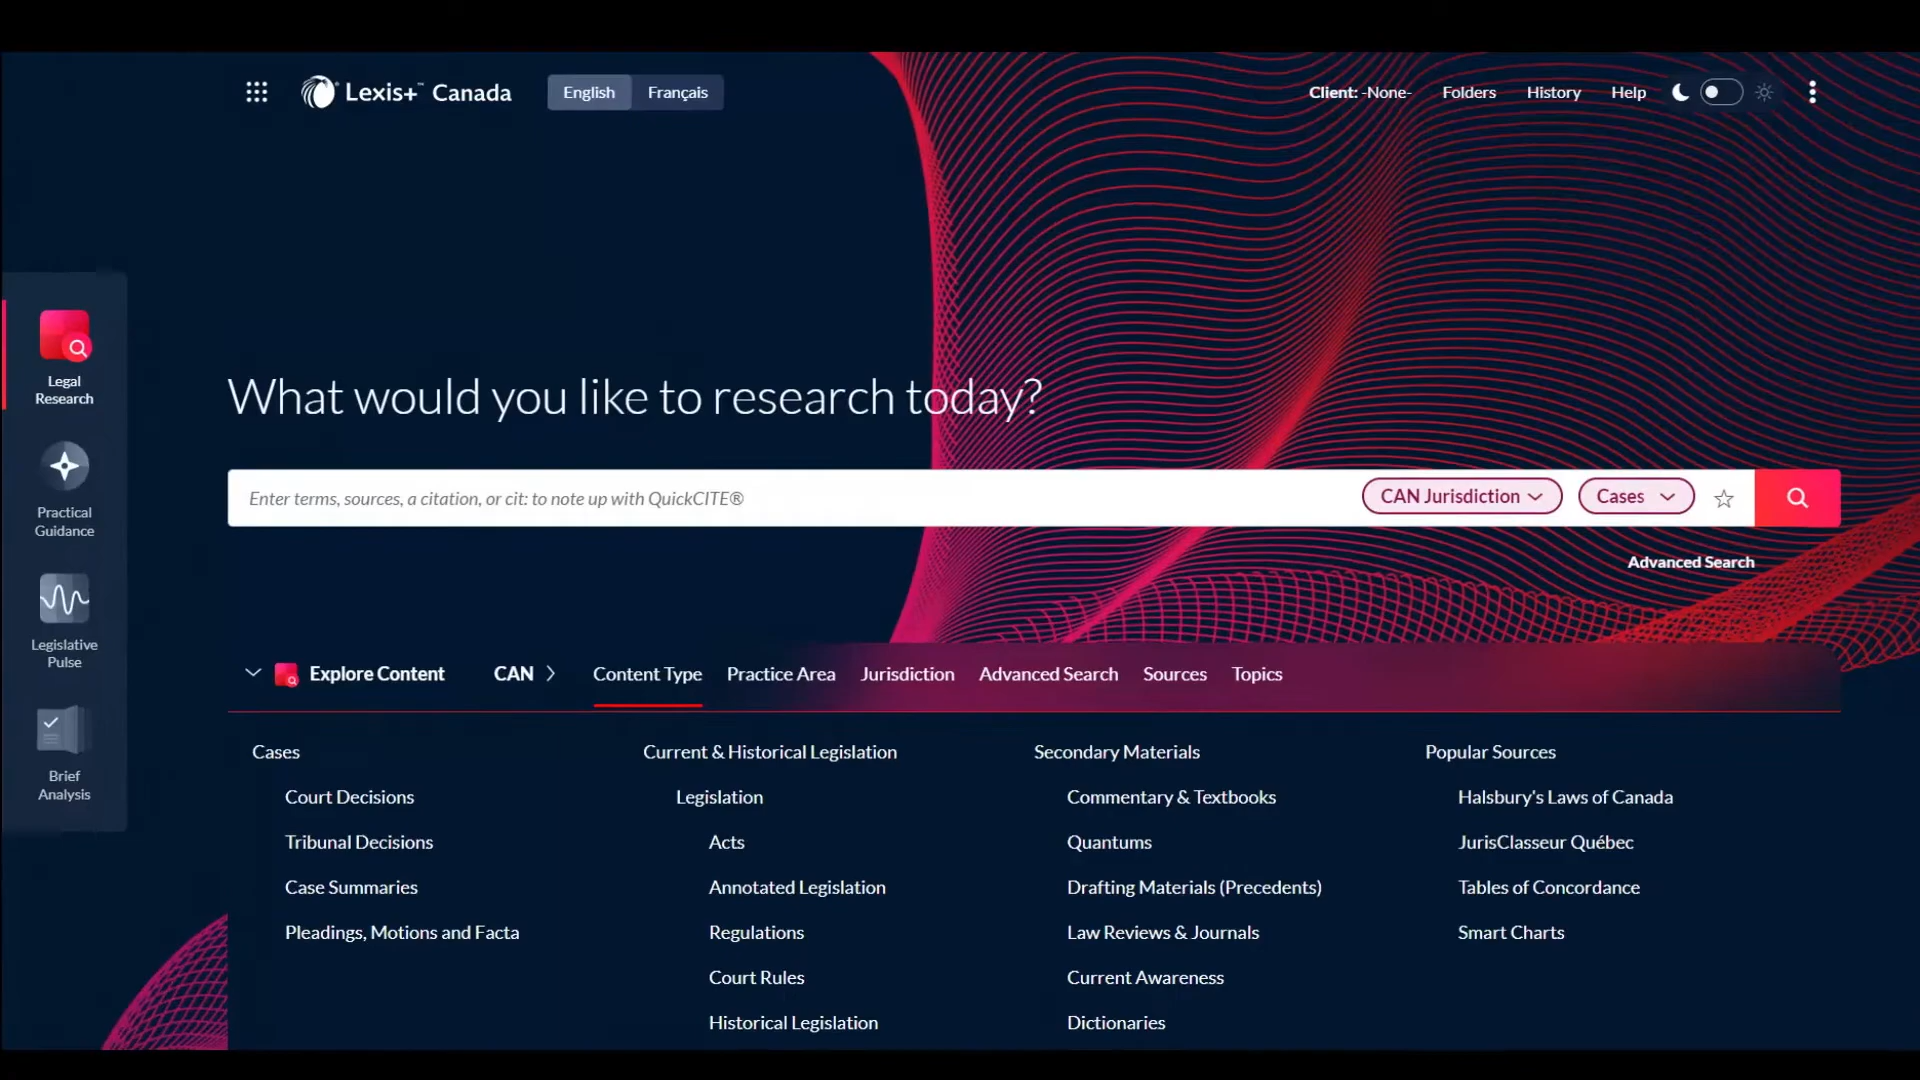 Lexis+™ Canada
English
Français
Client: -None-
Folders
History
Help
Legal
Research
Practical
Guidance
Legislative
Pulse
Brief
Analysis
What would you like to research today?
Enter terms, sources, a citation, or cit: to note up with QuickCITE®
CAN Jurisdiction
Cases
Advanced Search
Explore Content
CAN
Content Type
Practice Area
Jurisdiction
Advanced Search
Sources
Topics
Cases
Court Decisions
Tribunal Decisions
Case Summaries
Pleadings, Motions and Facta
Current & Historical Legislation
Legislation
Acts
Annotated Legislation
Regulations
Court Rules
Historical Legislation
Secondary Materials
Commentary & Textbooks
Quantums
Drafting Materials (Precedents)
Law Reviews & Journals
Current Awareness
Dictionaries
Popular Sources
Halsbury's Laws of Canada
JurisClasseur Québec
Tables of Concordance
Smart Charts